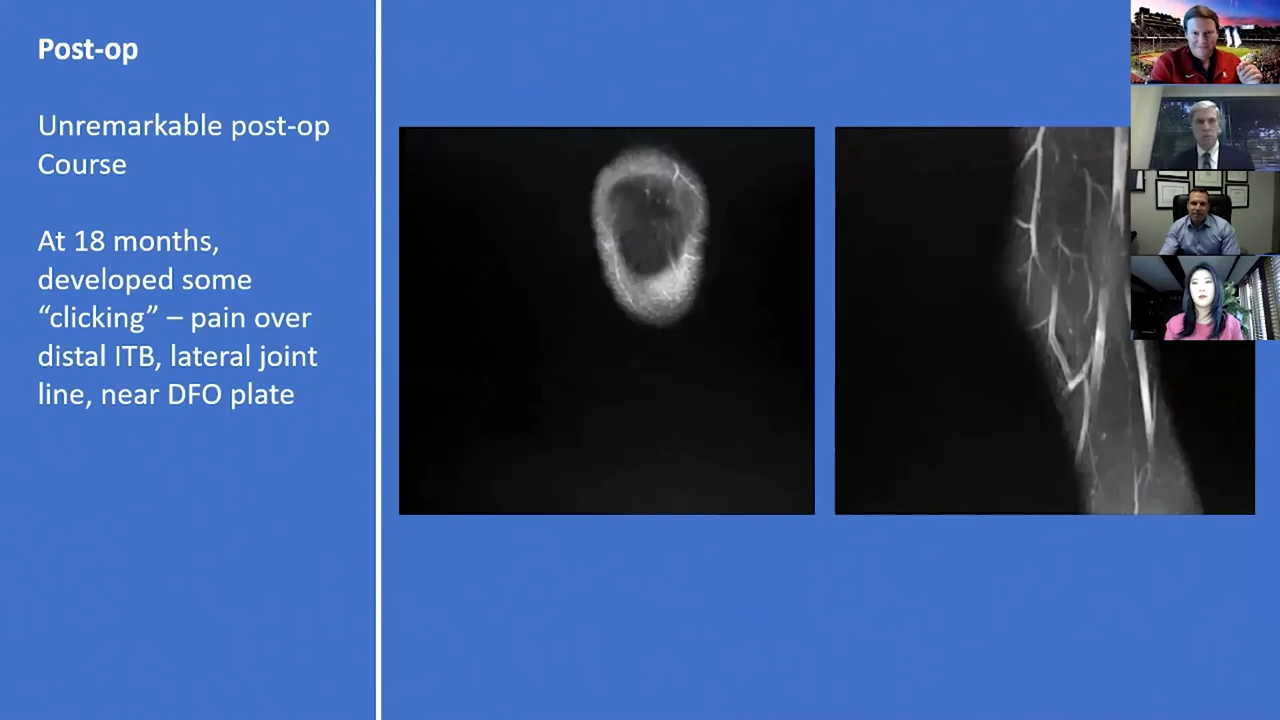 Post-op
Unremarkable post-op
Course
At 18 months,
developed some
“clicking” – pain over
distal ITB, lateral joint
line, near DFO plate